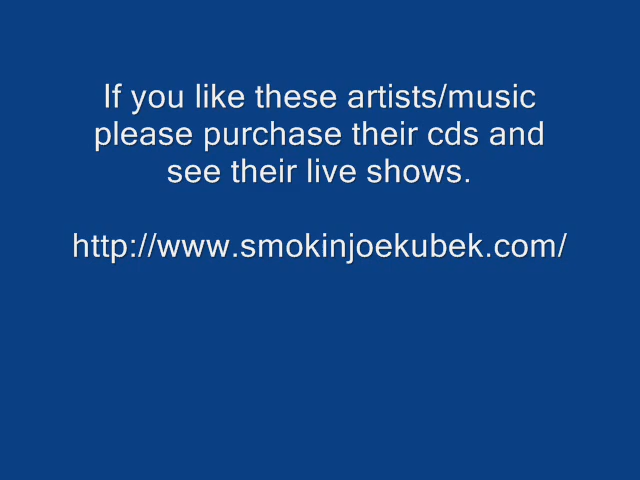 If you like these artists/music
please purchase their cds and
see their live shows.
http://www.smokinjoekubek.com/